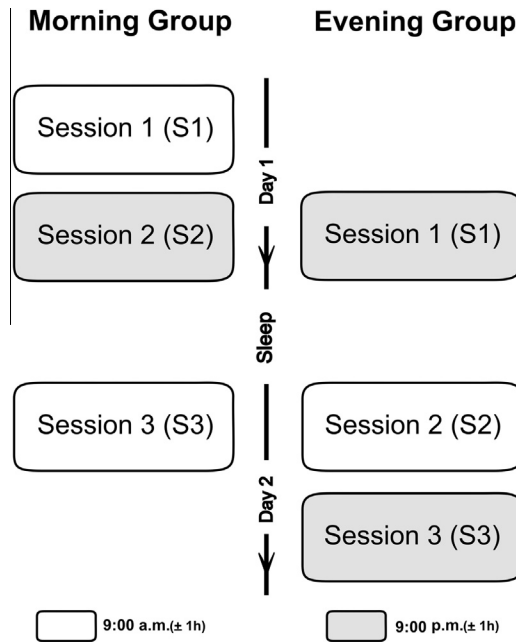 Morning Group
Evening Group
Session 1 (S1)
Day 1
Session 2 (S2)
Session 1 (S1)
Sleep
Session 3 (S3)
Session 2 (S2)
Day 2
Session 3 (S3)
9:00 a.m.(± 1h)
9:00 p.m.(± 1h)